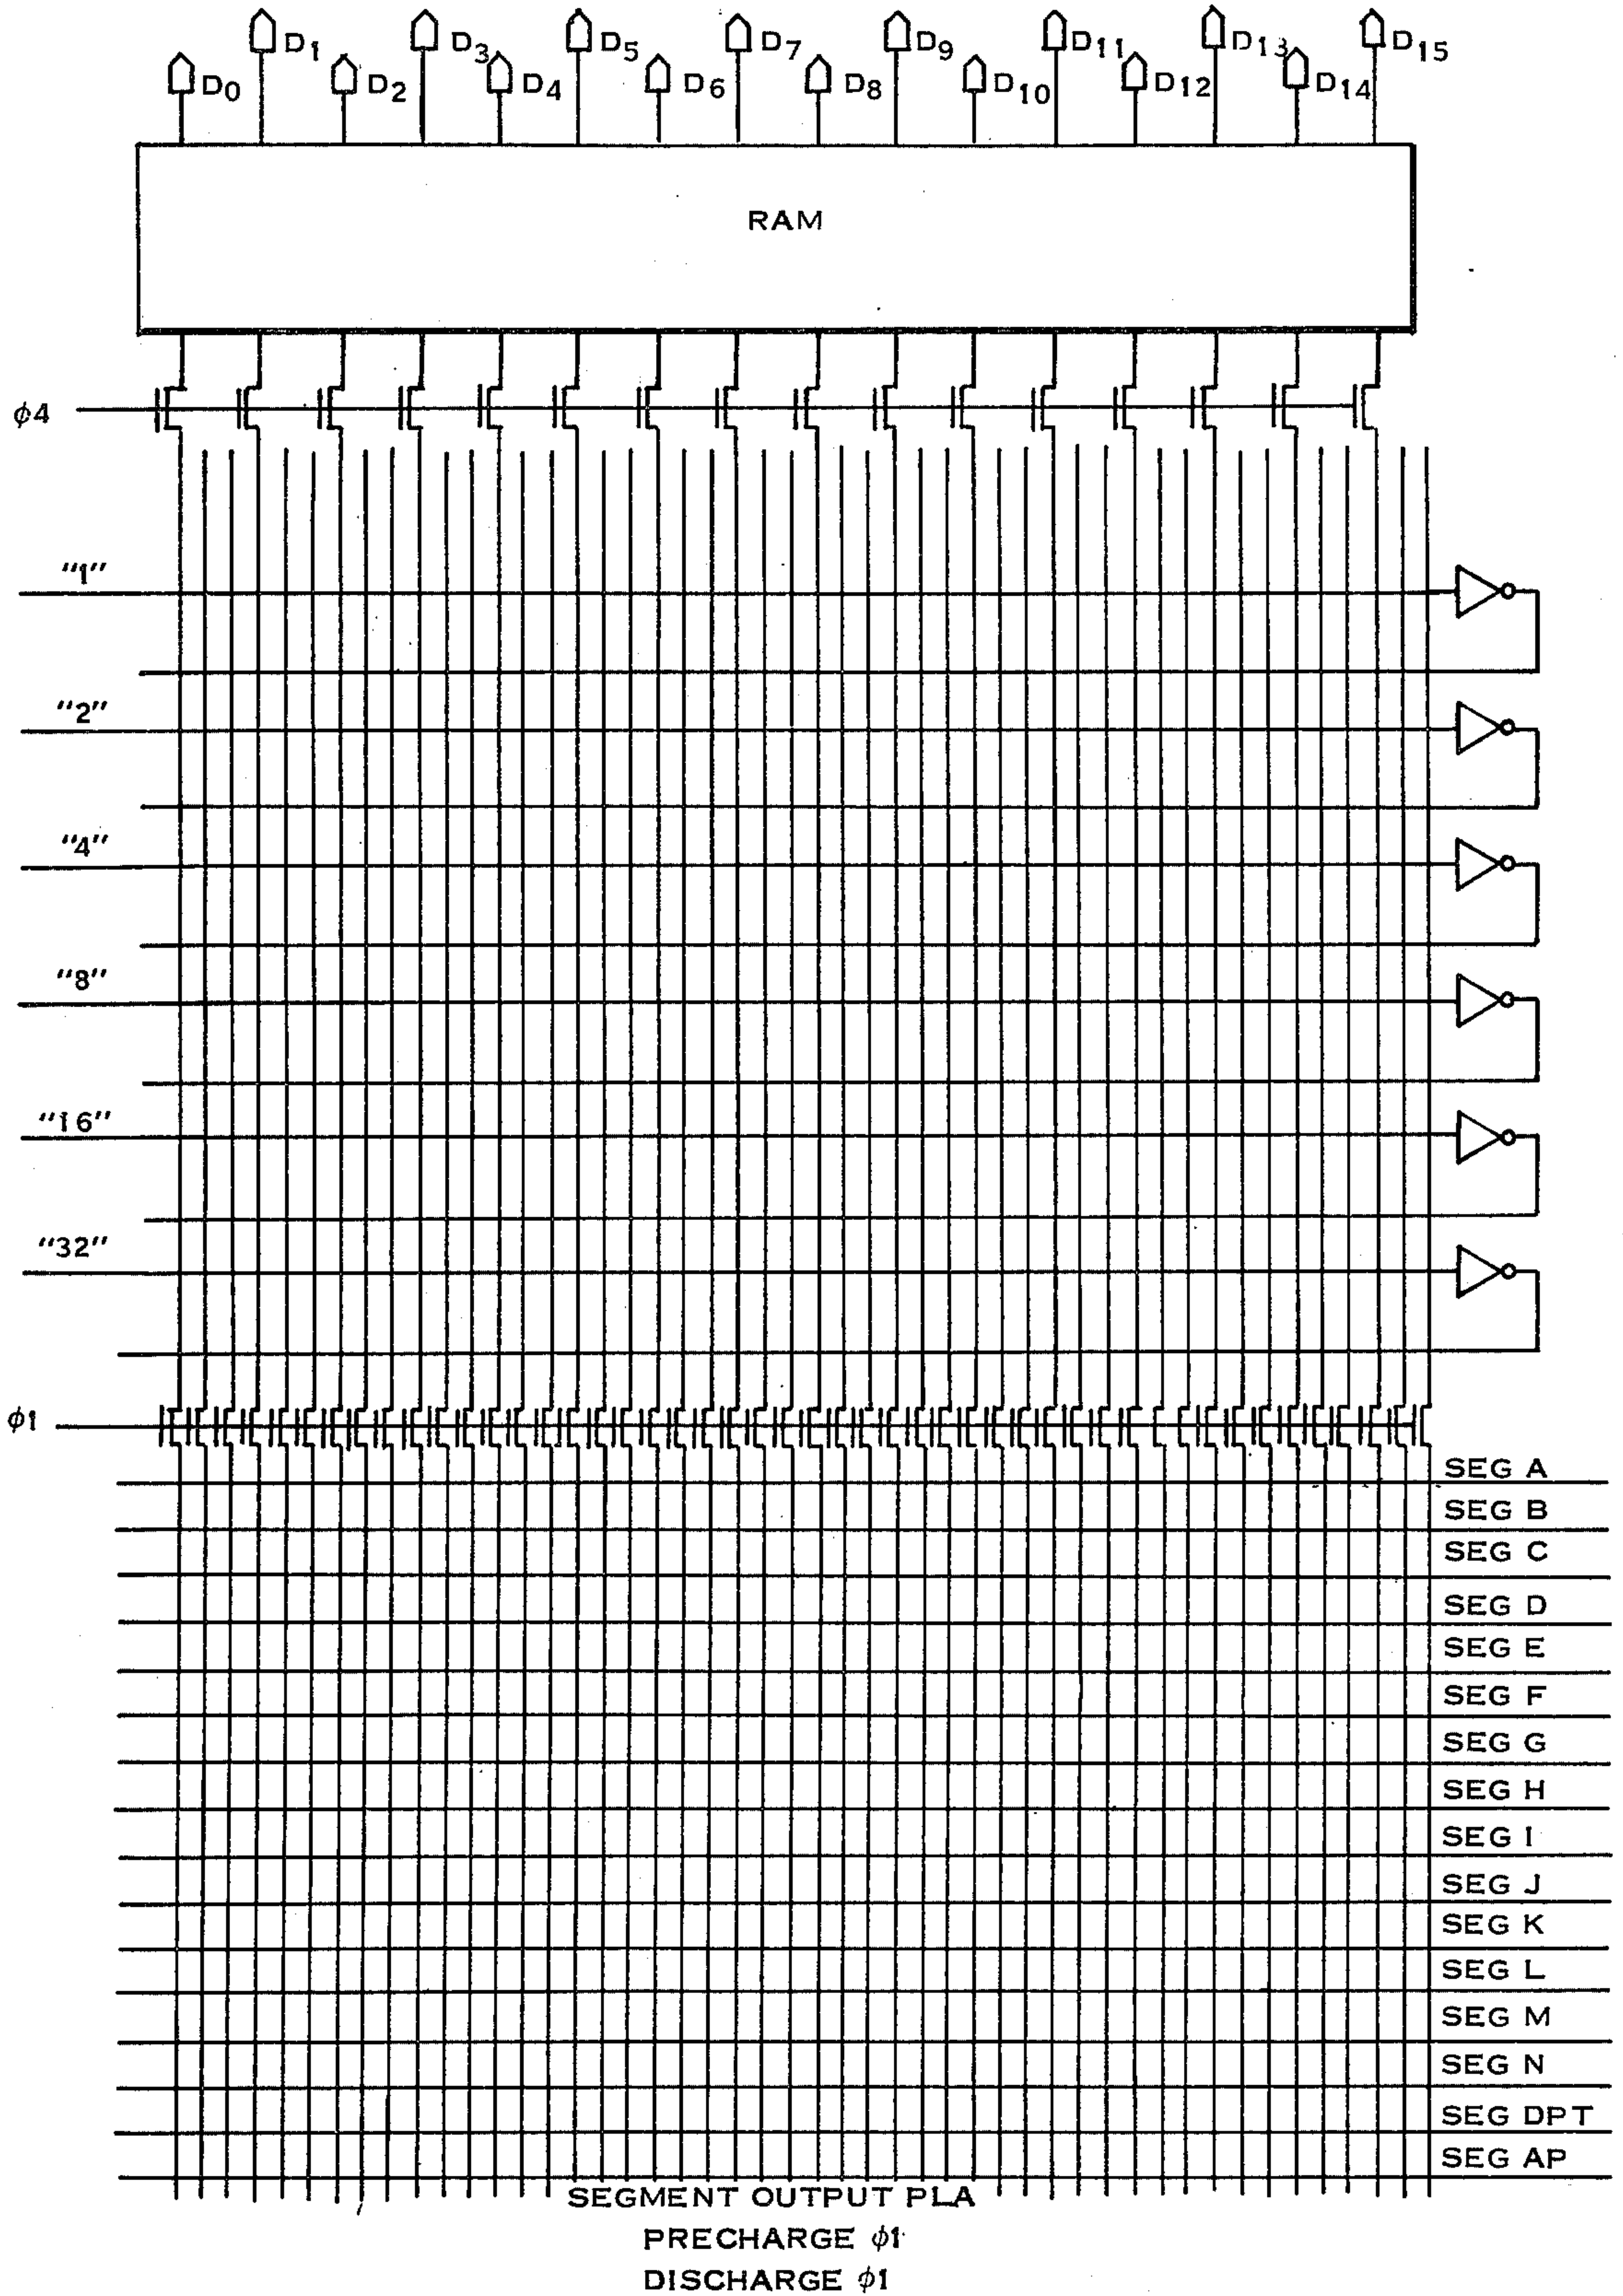 D1 D3 D5 D7 D9 D11 D13 D15
D0 D2 D4 D6 D8 D10 D12 D14
RAM
ϕ4
"1"
"2"
"4"
"8"
"16"
"32"
ϕ1
SEG A
SEG B
SEG C
SEG D
SEG E
SEG F
SEG G
SEG H
SEG I
SEG J
SEG K
SEG L
SEG M
SEG N
SEG DPT
SEG AP
SEGMENT OUTPUT PLA
PRECHARGE ϕ1
DISCHARGE ϕ1